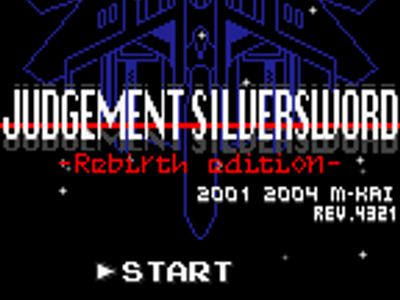 JUDGEMENT SILVERSWORD
-Rebirth edition-
2001 2004 M-KAI
REV.4321
►START